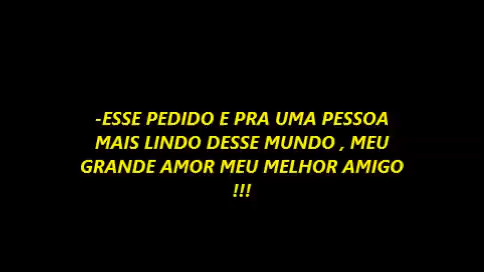 -ESSE PEDIDO E PRA UMA PESSOA
MAIS LINDO DESSE MUNDO , MEU
GRANDE AMOR MEU MELHOR AMIGO
!!!